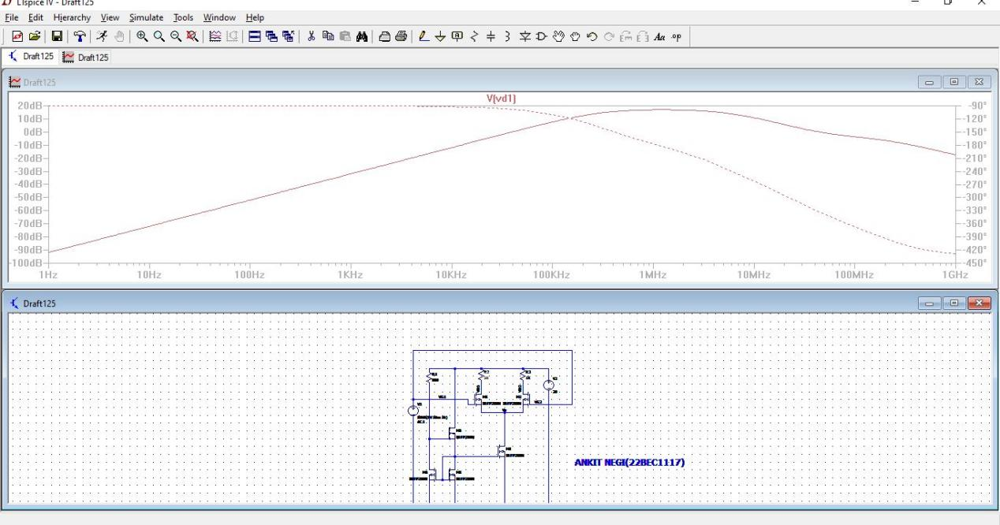 LTspice IV - Draft125
File Edit Hierarchy View Simulate Tools Window Help
Aa .op
Draft125 Draft125
Draft125
V(vd1)
20dB -90°
10dB -120°
0dB -150°
-10dB -180°
-20dB -210°
-30dB -240°
-40dB -270°
-50dB -300°
-60dB -330°
-70dB -360°
-80dB -390°
-90dB -420°
-100dB -450°
1Hz 10Hz 100Hz 1KHz 10KHz 100KHz 1MHz 10MHz 100MHz 1GHz
Draft125
ANKIT NEGI(22BEC1117)